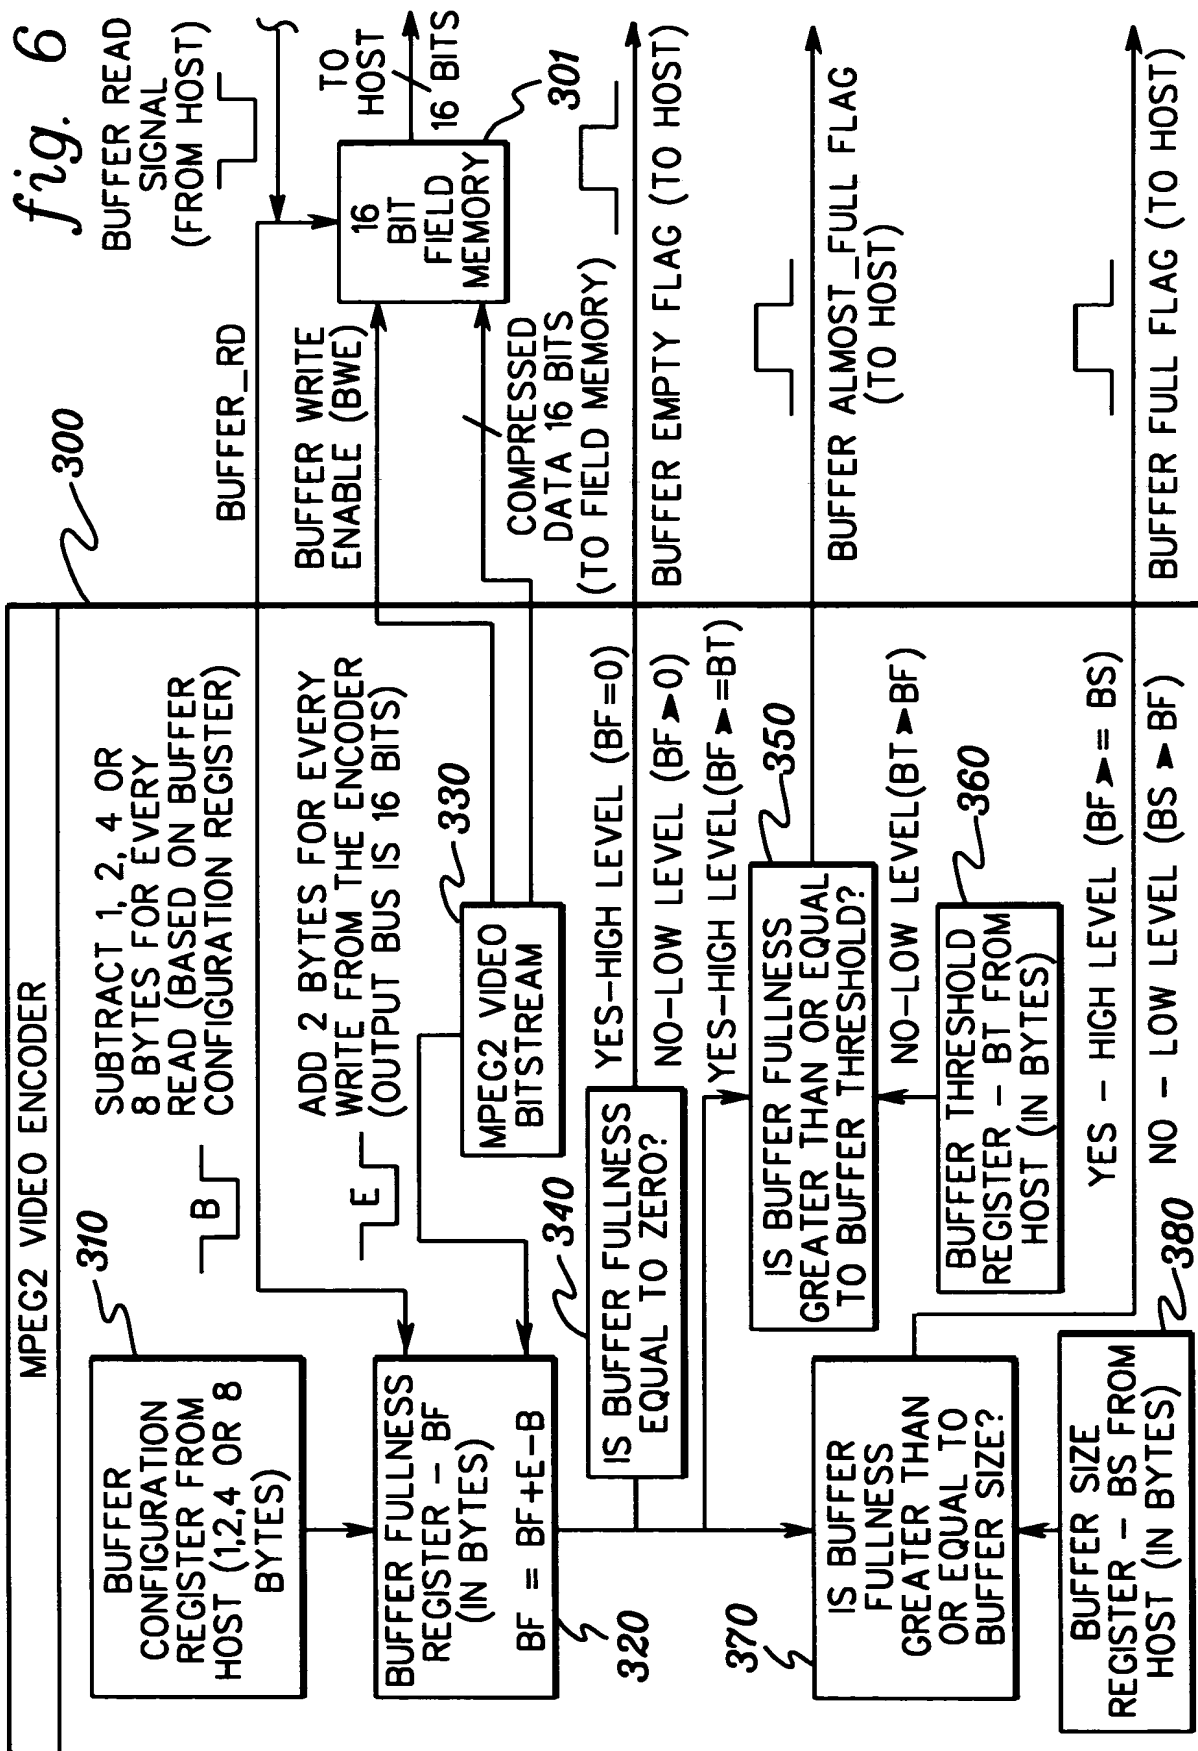 fig. 6
MPEG2 VIDEO ENCODER
300
310
BUFFER
CONFIGURATION
REGISTER FROM
HOST (1,2,4 OR 8
BYTES)
B
SUBTRACT 1, 2, 4 OR
8 BYTES FOR EVERY
READ (BASED ON BUFFER
CONFIGURATION REGISTER)
BUFFER_RD
BUFFER READ
SIGNAL
(FROM HOST)
BUFFER FULLNESS
REGISTER - BF
(IN BYTES)
BF = BF+E-B
320
E
ADD 2 BYTES FOR EVERY
WRITE FROM THE ENCODER
(OUTPUT BUS IS 16 BITS)
330
MPEG2 VIDEO
BITSTREAM
BUFFER WRITE
ENABLE (BWE)
16
BIT
FIELD
MEMORY
TO
HOST
16 BITS
301
COMPRESSED
DATA 16 BITS
(TO FIELD MEMORY)
340
IS BUFFER FULLNESS
EQUAL TO ZERO?
YES-HIGH LEVEL (BF=0)
NO-LOW LEVEL (BF>0)
BUFFER EMPTY FLAG (TO HOST)
YES-HIGH LEVEL(BF>=BT)
350
IS BUFFER FULLNESS
GREATER THAN OR EQUAL
TO BUFFER THRESHOLD?
NO-LOW LEVEL(BT>BF)
BUFFER ALMOST_FULL FLAG
(TO HOST)
360
BUFFER THRESHOLD
REGISTER - BT FROM
HOST (IN BYTES)
370
IS BUFFER
FULLNESS
GREATER THAN
OR EQUAL TO
BUFFER SIZE?
YES - HIGH LEVEL (BF>= BS)
NO - LOW LEVEL (BS > BF)
BUFFER FULL FLAG (TO HOST)
BUFFER SIZE
REGISTER - BS FROM
HOST (IN BYTES)
380